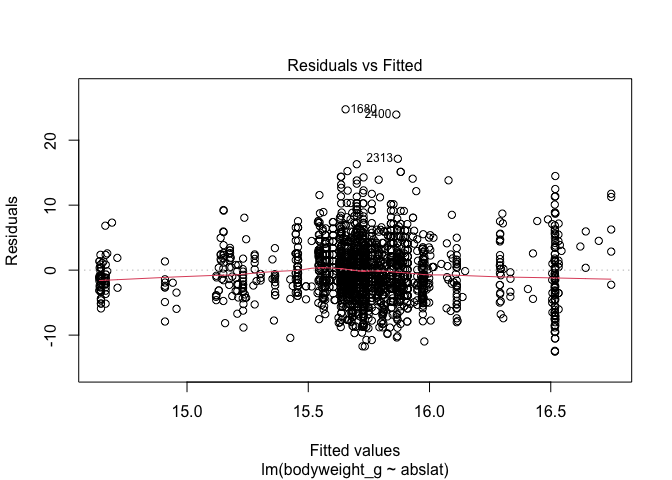 Residuals vs Fitted
1680
2400
2313
Residuals
20
10
0
-10
15.0 15.5 16.0 16.5
Fitted values
lm(bodyweight_g ~ abslat)